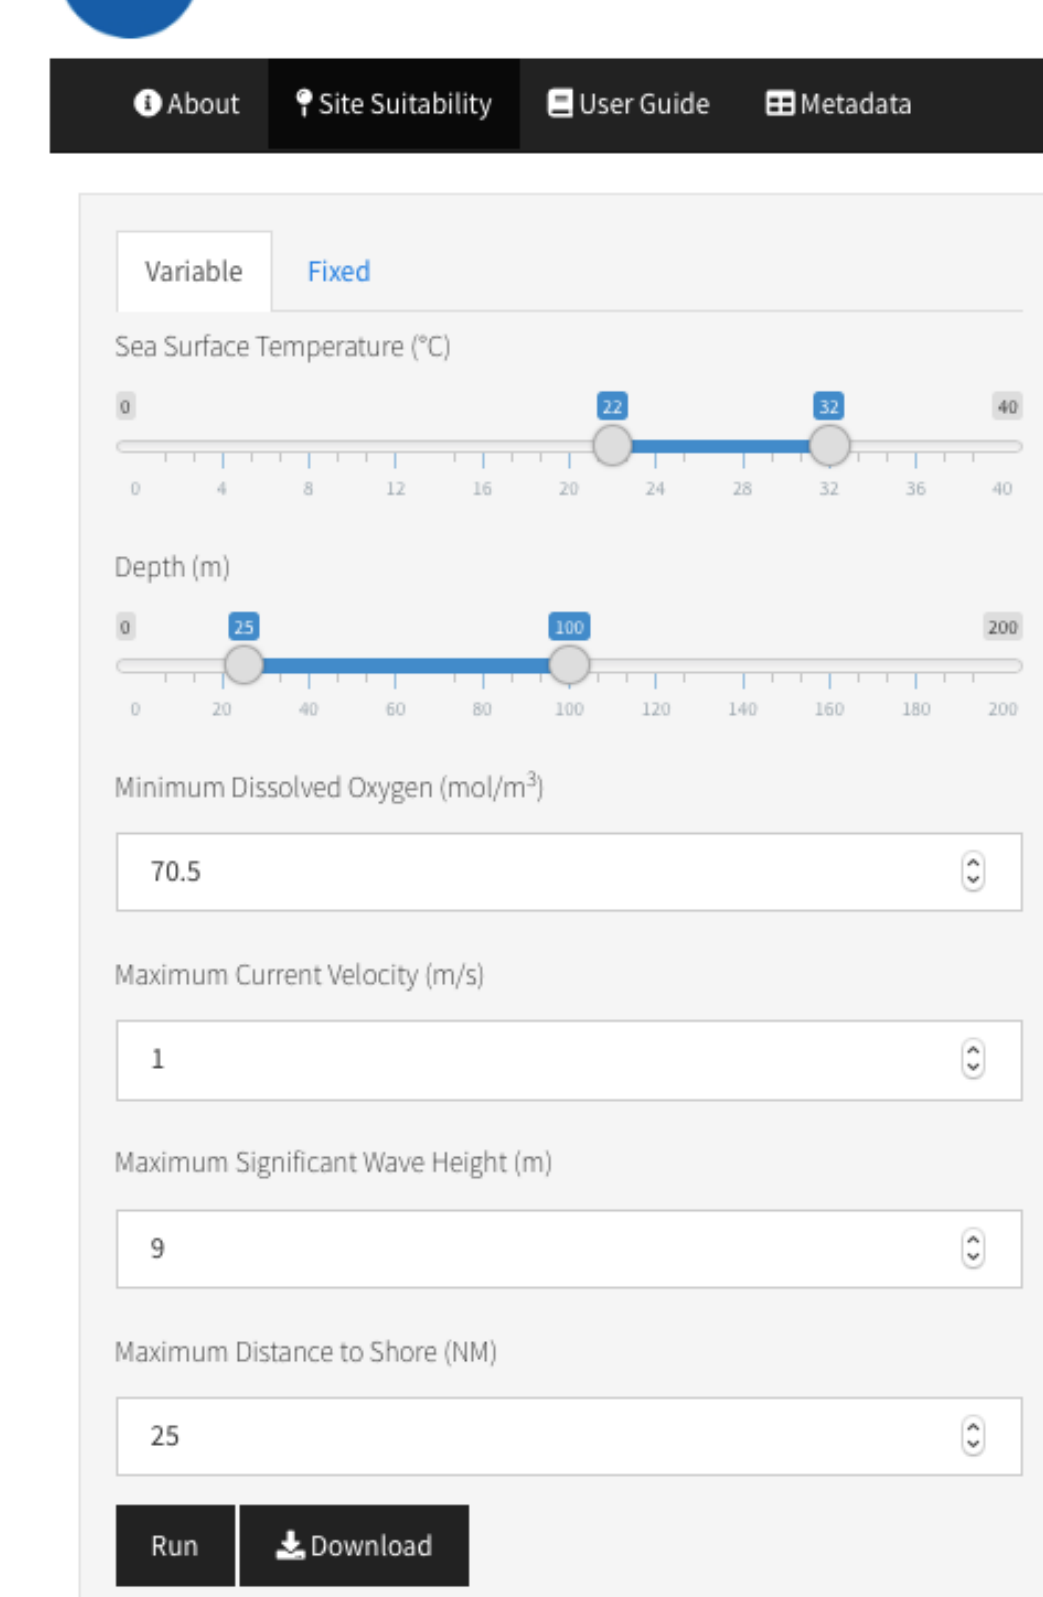 About Site Suitability User Guide Metadata
Variable Fixed
Sea Surface Temperature (°C)
0 22 32 40
0 4 8 12 16 20 24 28 32 36 40
Depth (m)
0 25 100 200
0 20 40 60 80 100 120 140 160 180 200
Minimum Dissolved Oxygen (mol/m³)
70.5
Maximum Current Velocity (m/s)
1
Maximum Significant Wave Height (m)
9
Maximum Distance to Shore (NM)
25
Run Download